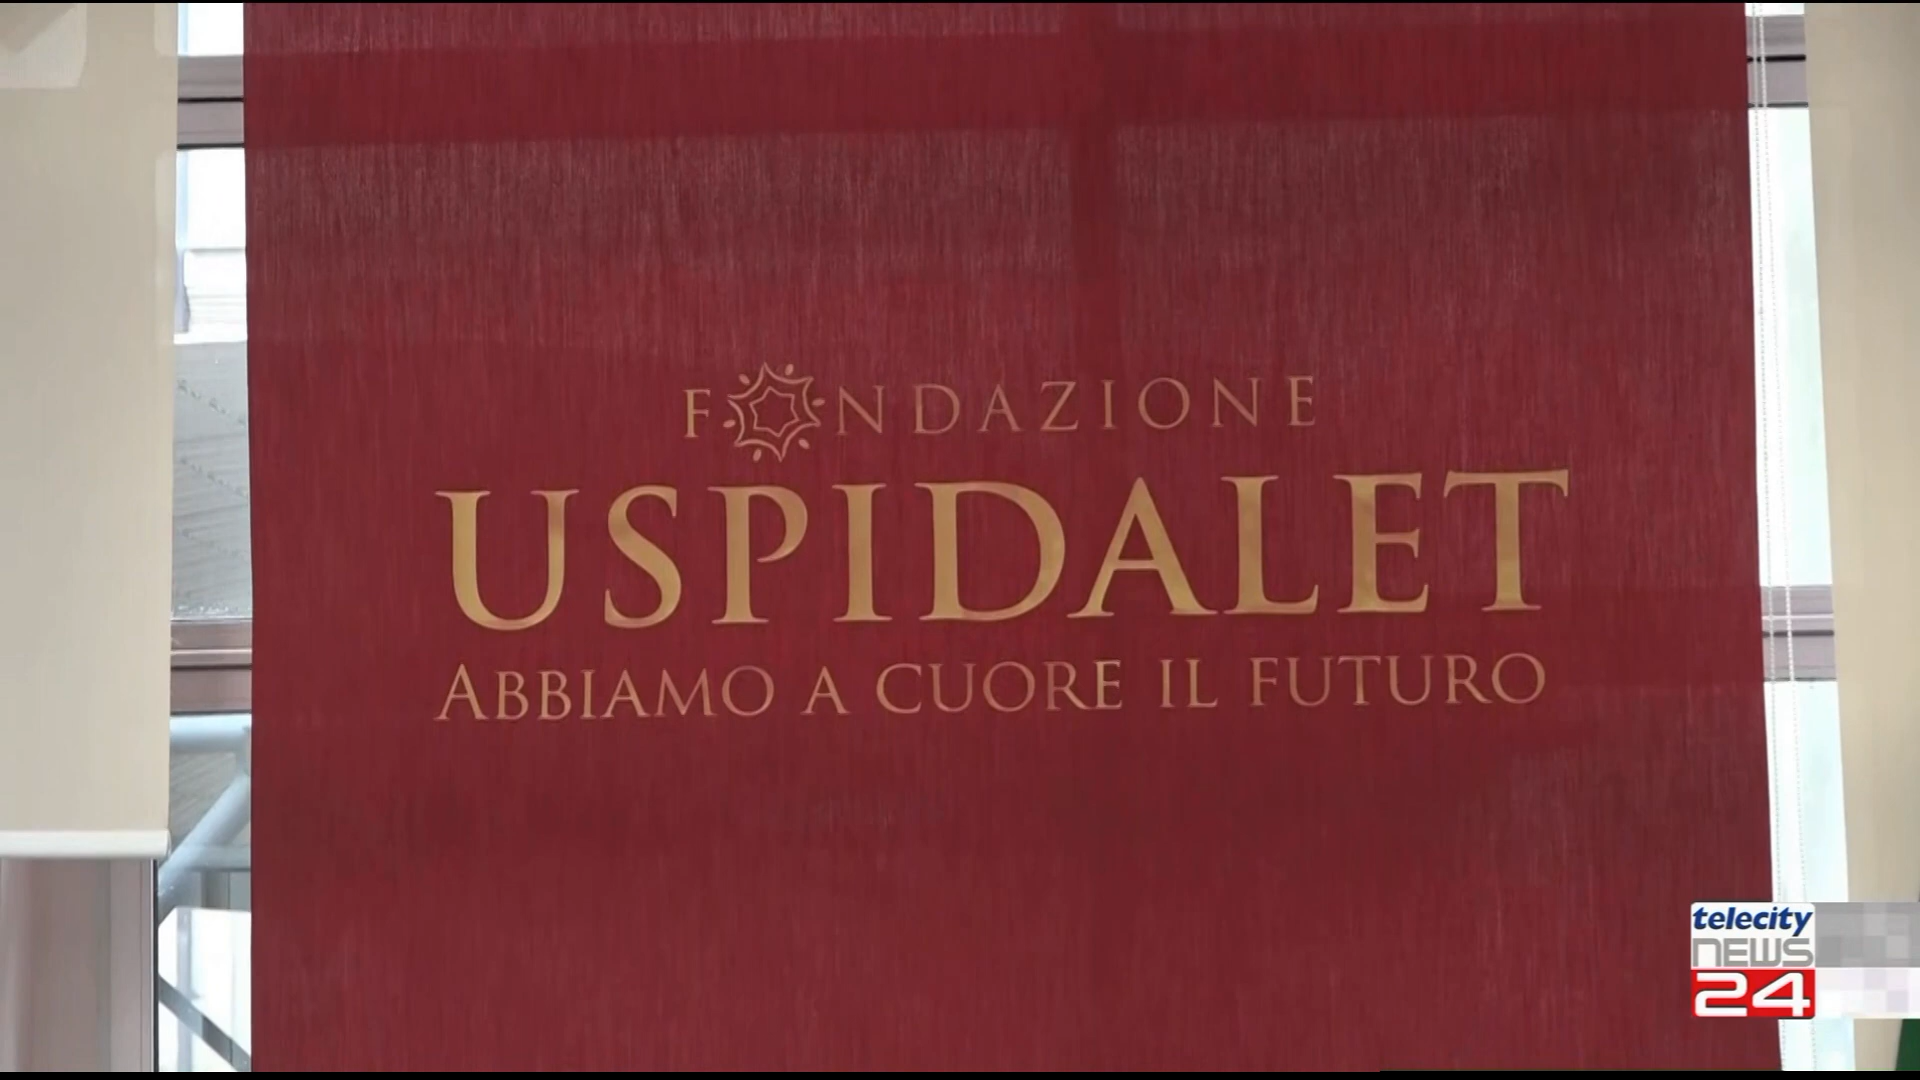 FONDAZIONE
USPIDALET
ABBIAMO A CUORE IL FUTURO
telecity
NEWS
24